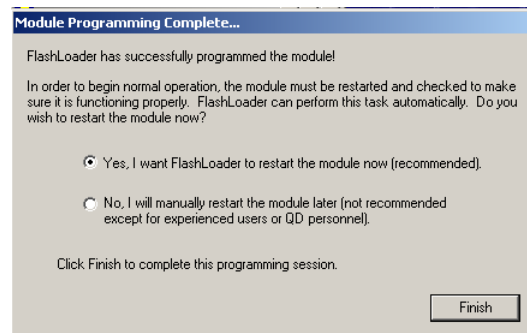 Module Programming Complete...
FlashLoader has successfully programmed the module!
In order to begin normal operation, the module must be restarted and checked to make
sure it is functioning properly. FlashLoader can perform this task automatically. Do you
wish to restart the module now?
Yes, I want FlashLoader to restart the module now (recommended).
No, I will manually restart the module later (not recommended
except for experienced users or QD personnel).
Click Finish to complete this programming session.
Finish